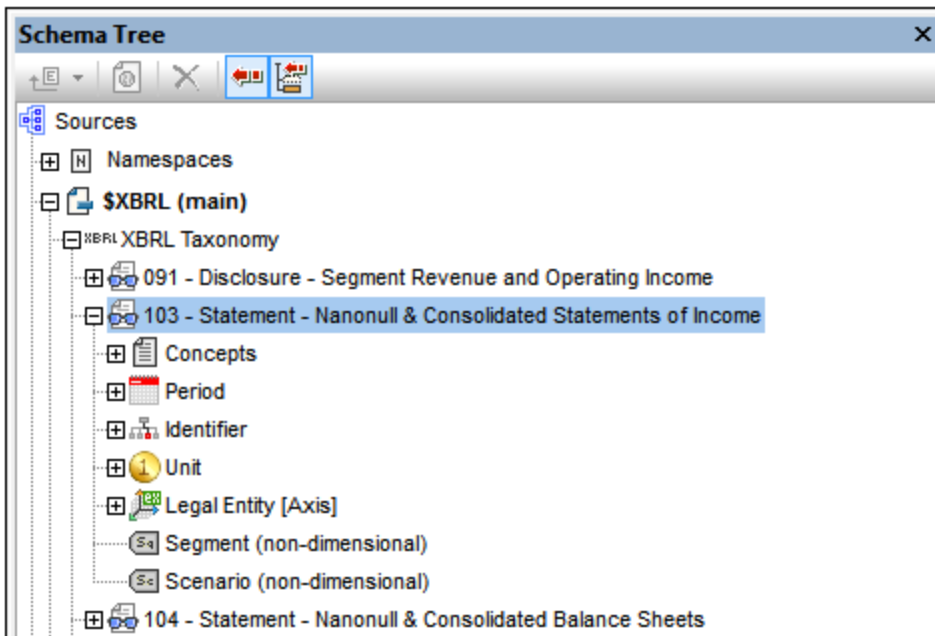 Schema Tree
Sources
Namespaces
$XBRL (main)
XBRL XBRL Taxonomy
091 - Disclosure - Segment Revenue and Operating Income
103 - Statement - Nanonull & Consolidated Statements of Income
Concepts
Period
Identifier
Unit
Legal Entity [Axis]
Segment (non-dimensional)
Scenario (non-dimensional)
104 - Statement - Nanonull & Consolidated Balance Sheets